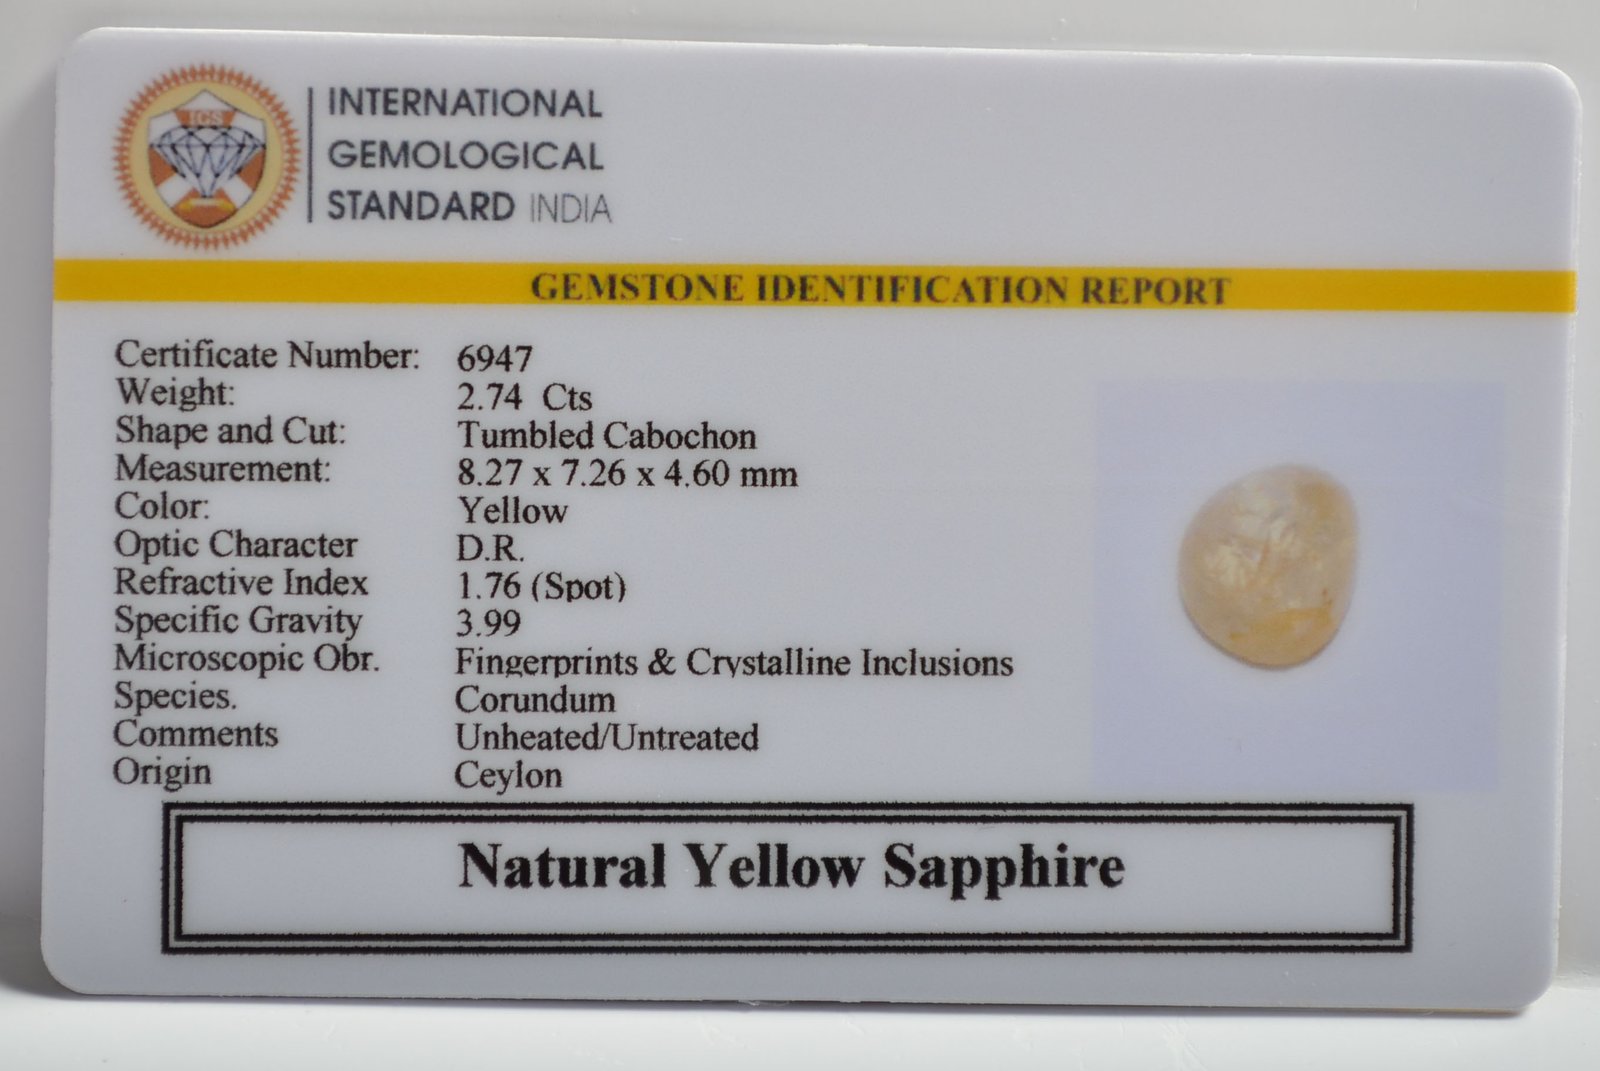 IGS
INTERNATIONAL
GEMOLOGICAL
STANDARD INDIA
GEMSTONE IDENTIFICATION REPORT
Certificate Number: 6947
Weight: 2.74 Cts
Shape and Cut: Tumbled Cabochon
Measurement: 8.27 x 7.26 x 4.60 mm
Color: Yellow
Optic Character D.R.
Refractive Index 1.76 (Spot)
Specific Gravity 3.99
Microscopic Obr. Fingerprints & Crystalline Inclusions
Species. Corundum
Comments Unheated/Untreated
Origin Ceylon
Natural Yellow Sapphire